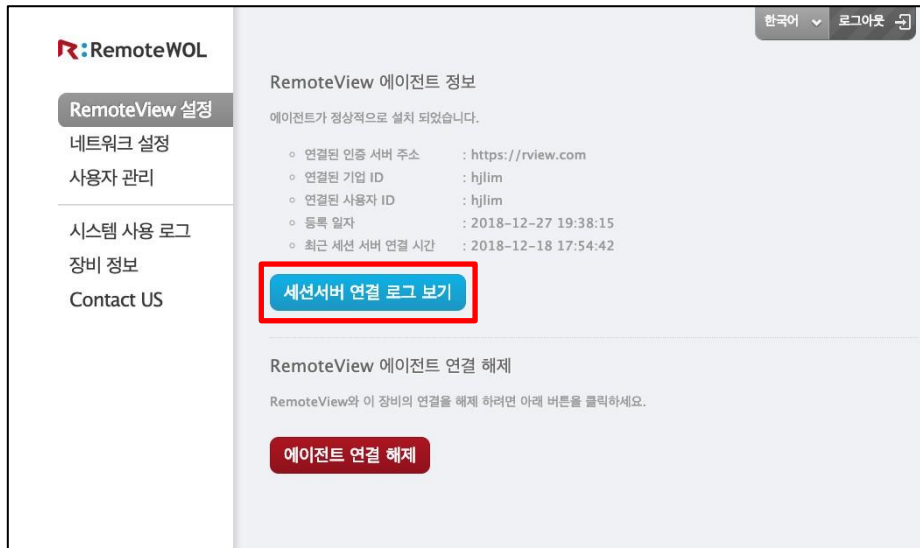 한국어
로그아웃
R:RemoteWOL
RemoteView 설정
네트워크 설정
사용자 관리
시스템 사용 로그
장비 정보
Contact US
RemoteView 에이전트 정보
에이전트가 정상적으로 설치 되었습니다.
연결된 인증 서버 주소 : https://rview.com
연결된 기업 ID : hjlim
연결된 사용자 ID : hjlim
등록 일자 : 2018-12-27 19:38:15
최근 세션 서버 연결 시간 : 2018-12-18 17:54:42
세션서버 연결 로그 보기
RemoteView 에이전트 연결 해제
RemoteView와 이 장비의 연결을 해제 하려면 아래 버튼을 클릭하세요.
에이전트 연결 해제